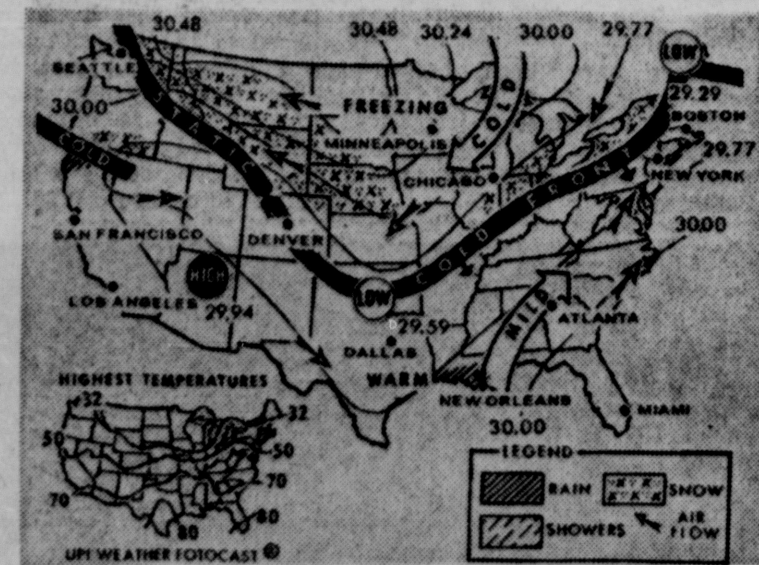 30.48
30.48
30.24
30.00
29.77
LOW
SEATTLE
30.00
STATIC
FREEZING
COLD
29.29
BOSTON
MINNEAPOLIS
29.77
COLD
CHICAGO
NEW YORK
COLD FRONT
SAN FRANCISCO
DENVER
30.00
HIGH
LOW
MILD
LOS ANGELES
29.94
29.59
ATLANTA
DALLAS
WARM
HIGHEST TEMPERATURES
NEW ORLEANS
MIAMI
30.00
32
32
50
50
70
70
80
80
LEGEND
RAIN
SNOW
SHOWERS
AIR FLOW
UPI WEATHER FOTOCAST ®